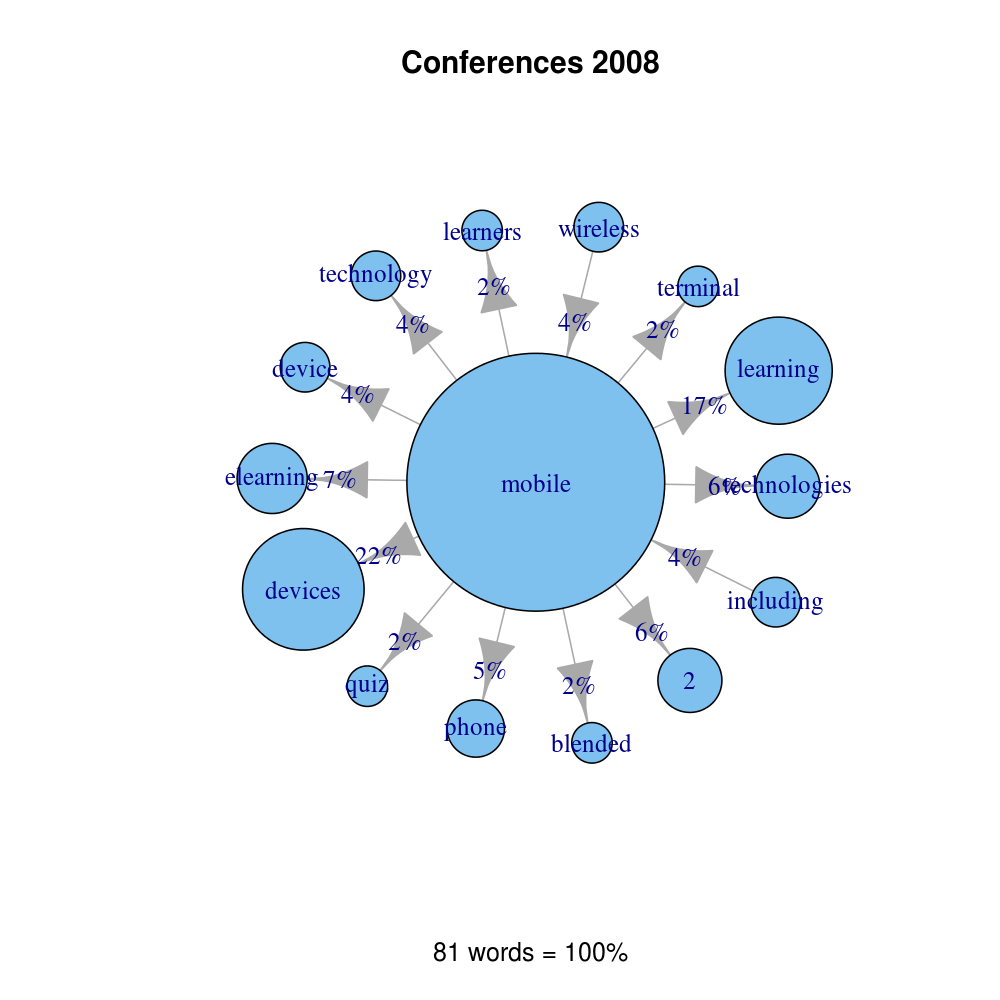 Conferences 2008
learners
wireless
technology
terminal
2%
4%
4%
2%
device
learning
4%
17%
elearning
7%
mobile
6%
technologies
22%
4%
devices
including
2%
6%
5%
2%
quiz
2
phone
blended
81 words = 100%